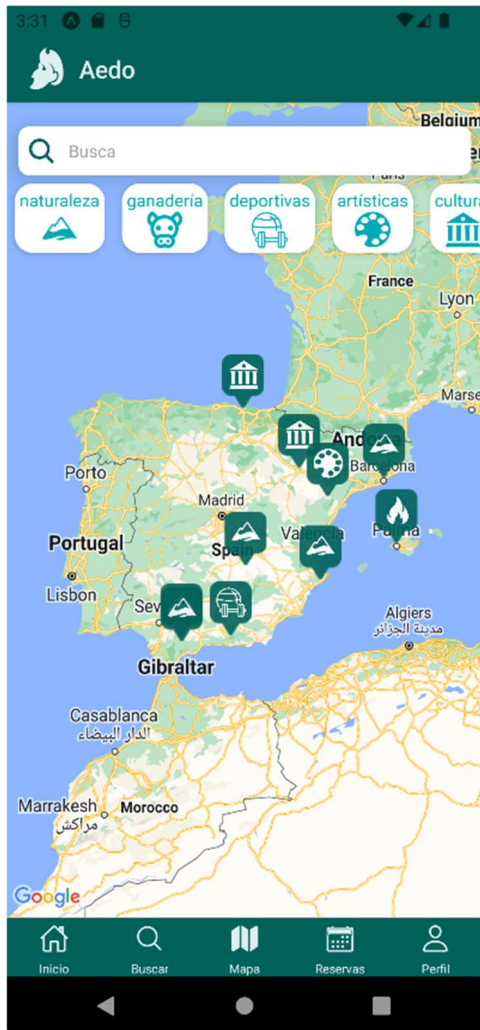 3:31
Aedo
Belgium
Busca
Paris
naturaleza
ganadería
deportivas
artísticas
cultura
France
Lyon
Marse
Andorra
Barcelona
Porto
Madrid
Valencia
Palma
Portugal
Spain
Lisbon
Sev
Algiers
مدينة الجزائر
Gibraltar
Casablanca
الدار البيضاء
Marrakesh
مراكش
Morocco
Google
Inicio
Buscar
Mapa
Reservas
Perfil